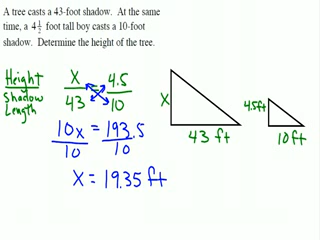 A tree casts a 43-foot shadow. At the same
time, a 4 1/2 foot tall boy casts a 10-foot
shadow. Determine the height of the tree.
Height / Shadow Length
x / 43 = 4.5 / 10
10x / 10 = 193.5 / 10
x = 19.35 ft
x
43 ft
4.5ft
10ft